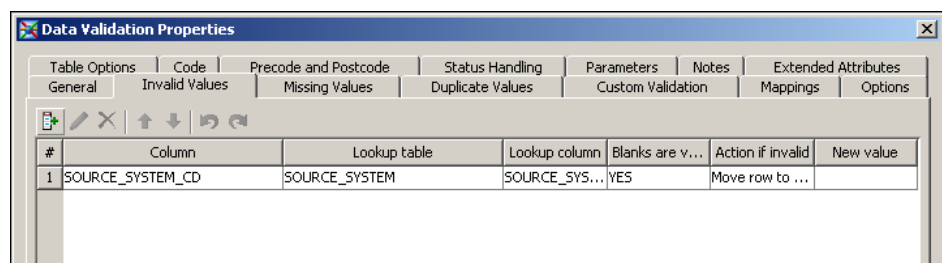 Data Validation Properties
Table Options Code Precode and Postcode Status Handling Parameters Notes Extended Attributes
General Invalid Values Missing Values Duplicate Values Custom Validation Mappings Options
# Column Lookup table Lookup column Blanks are v... Action if invalid New value
1 SOURCE_SYSTEM_CD SOURCE_SYSTEM SOURCE_SYS... YES Move row to ...